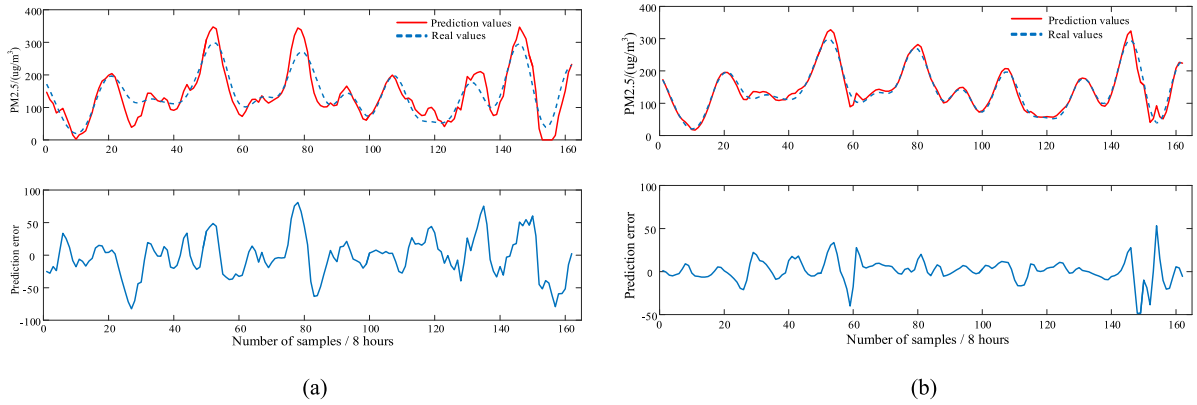 400
300
200
100
0
PM2.5/(ug/m³)
Prediction values
Real values
0 20 40 60 80 100 120 140 160
100
50
0
-50
-100
Prediction error
0 20 40 60 80 100 120 140 160
Number of samples / 8 hours
(a)
400
300
200
100
0
PM2.5/(ug/m³)
Prediction values
Real values
0 20 40 60 80 100 120 140 160
100
50
0
-50
Prediction error
0 20 40 60 80 100 120 140 160
Number of samples / 8 hours
(b)